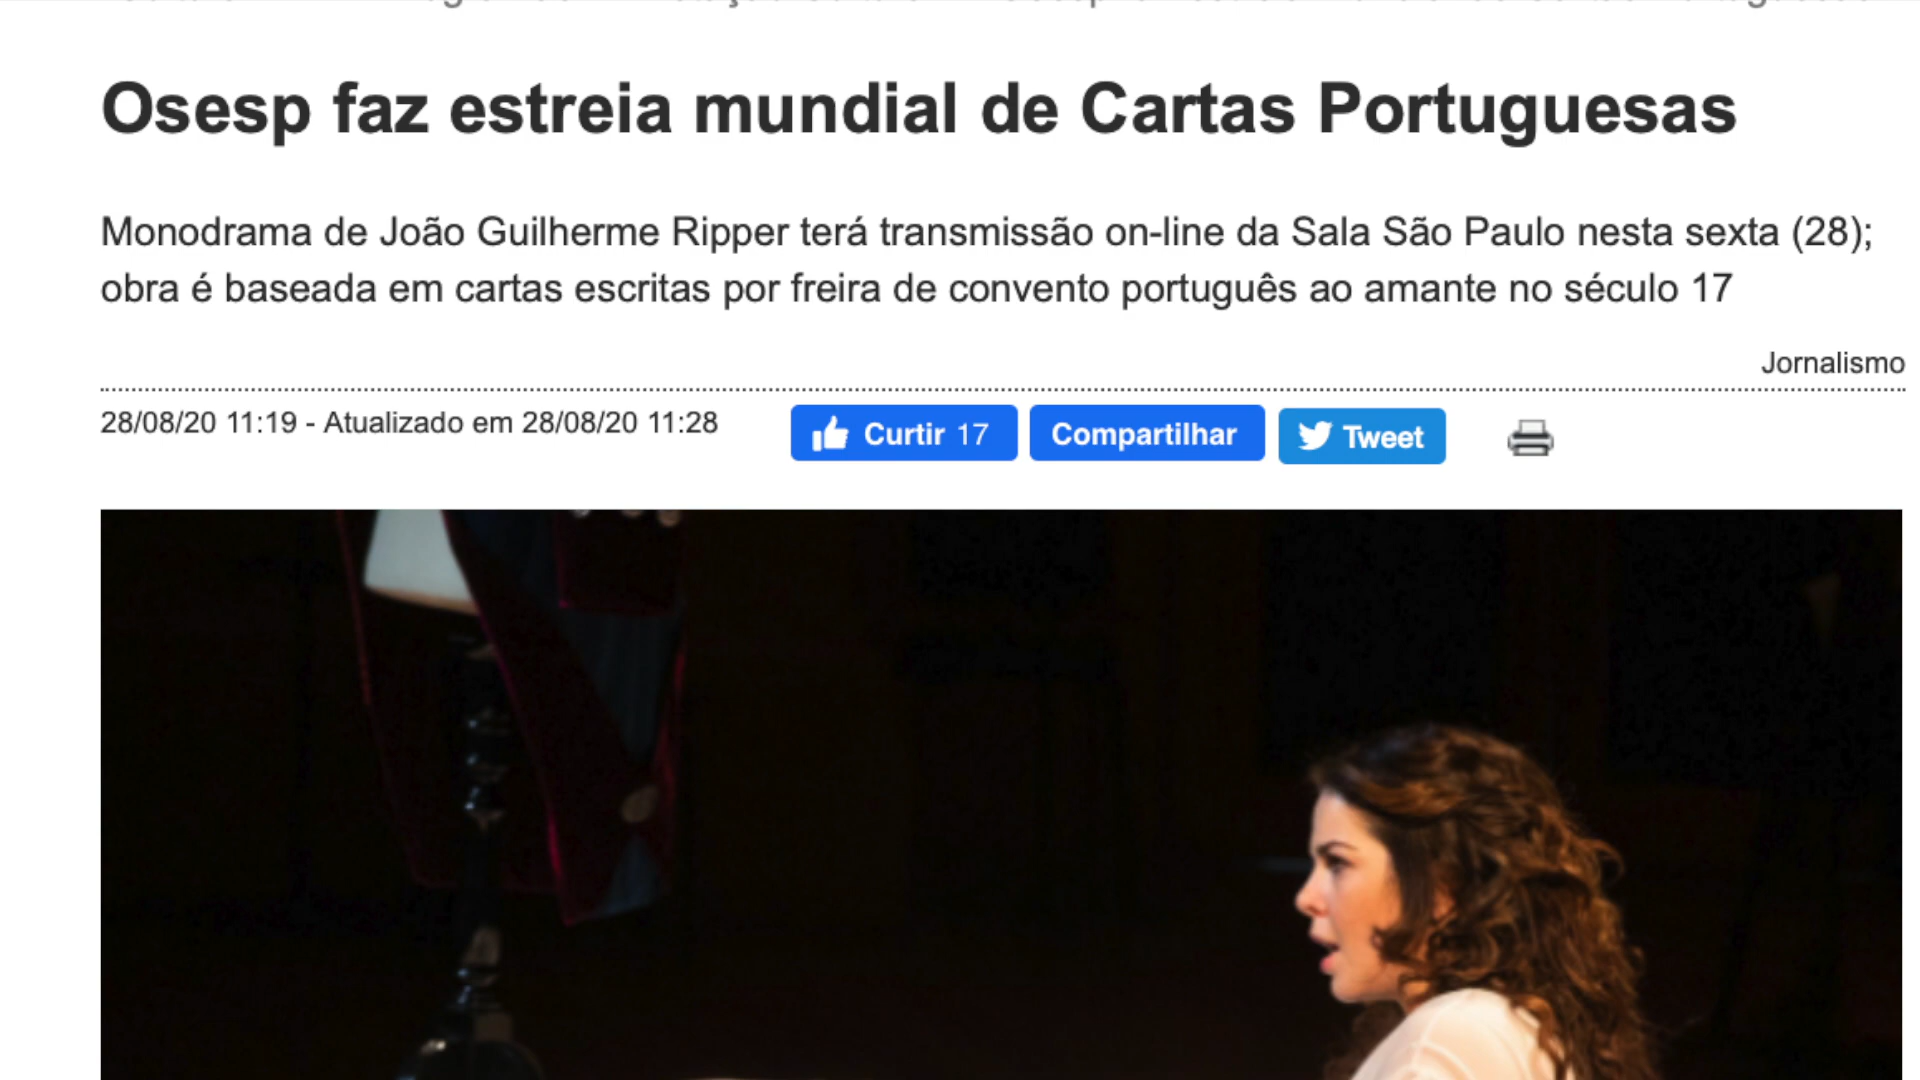 Osesp faz estreia mundial de Cartas Portuguesas
Monodrama de João Guilherme Ripper terá transmissão on-line da Sala São Paulo nesta sexta (28);
obra é baseada em cartas escritas por freira de convento português ao amante no século 17
Jornalismo
28/08/20 11:19 - Atualizado em 28/08/20 11:28
Curtir 17
Compartilhar
Tweet